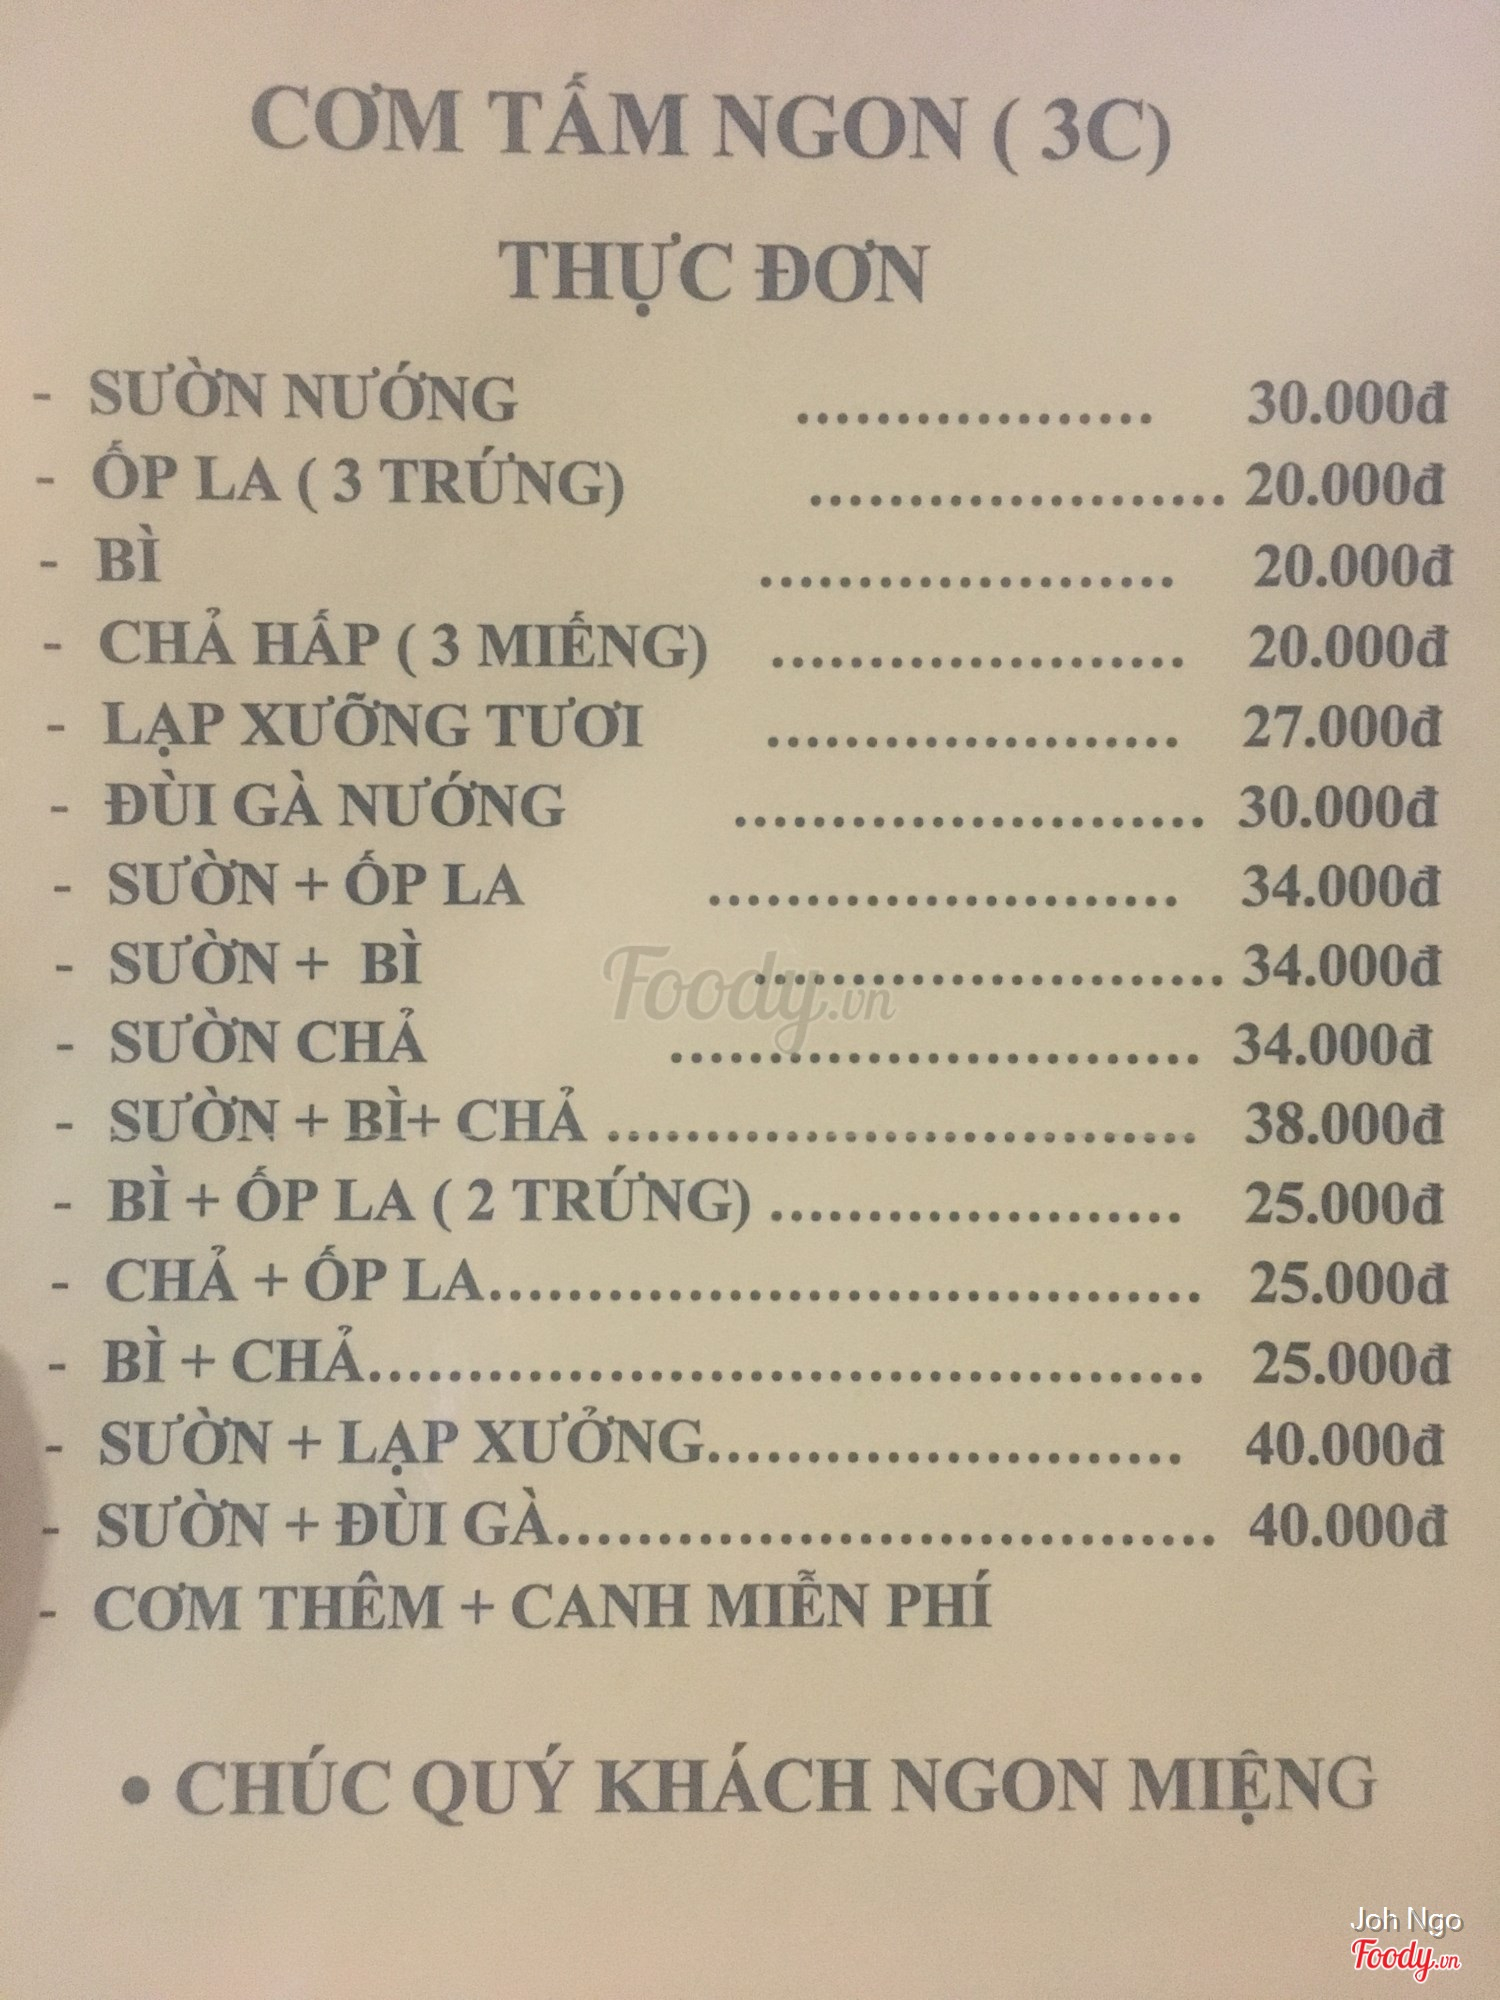 CƠM TẤM NGON ( 3C)
THỰC ĐƠN
- SƯỜN NƯỚNG .................. 30.000đ
- ỐP LA ( 3 TRỨNG) ..................... 20.000đ
- BÌ ..................... 20.000đ
- CHẢ HẤP ( 3 MIẾNG) ..................... 20.000đ
- LẠP XƯỠNG TƯƠI ..................... 27.000đ
- ĐÙI GÀ NƯỚNG ........................ 30.000đ
- SƯỜN + ỐP LA ........................ 34.000đ
- SƯỜN + BÌ ........................ 34.000đ
- SƯỜN CHẢ ........................... 34.000đ
- SƯỜN + BÌ+ CHẢ .............................. 38.000đ
- BÌ + ỐP LA ( 2 TRỨNG) ..................... 25.000đ
- CHẢ + ỐP LA.................................... 25.000đ
- BÌ + CHẢ.......................................... 25.000đ
- SƯỜN + LẠP XƯỞNG........................ 40.000đ
- SƯỜN + ĐÙI GÀ................................. 40.000đ
- CƠM THÊM + CANH MIỄN PHÍ
• CHÚC QUÝ KHÁCH NGON MIỆNG
Foody.vn
Joh Ngo
Foody.vn